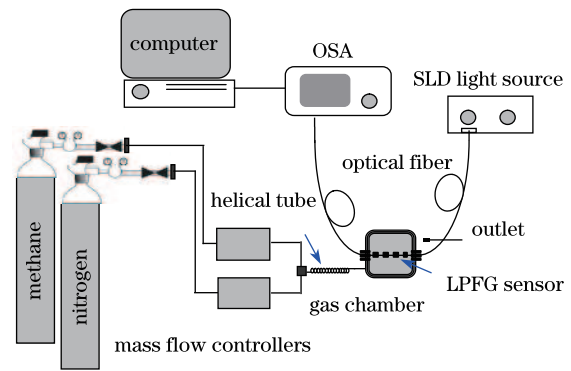 computer
OSA
SLD light source
optical fiber
helical tube
outlet
methane
nitrogen
LPFG sensor
gas chamber
mass flow controllers